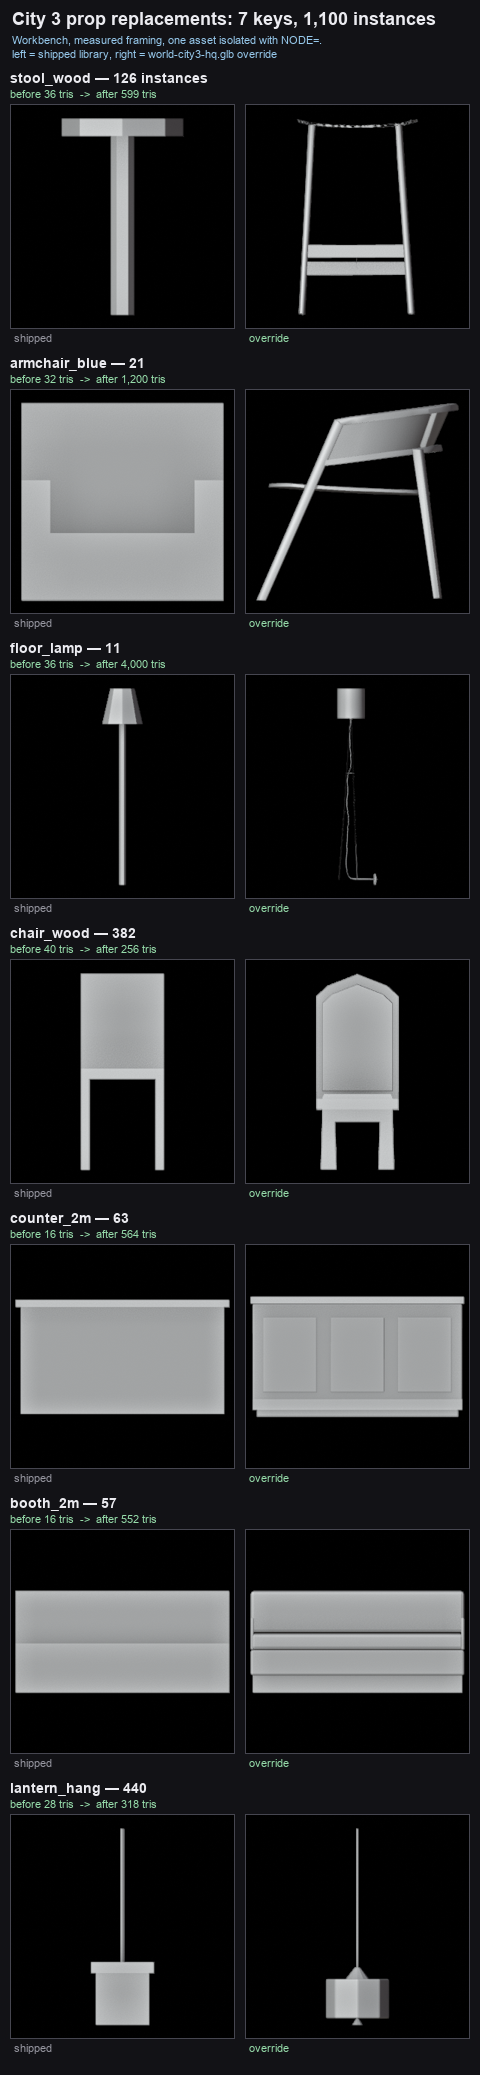 City 3 prop replacements: 7 keys, 1,100 instances
Workbench, measured framing, one asset isolated with NODE=.
left = shipped library, right = world-city3-hq.glb override
stool_wood — 126 instances
before 36 tris -> after 599 tris
shipped
override
armchair_blue — 21
before 32 tris -> after 1,200 tris
shipped
override
floor_lamp — 11
before 36 tris -> after 4,000 tris
shipped
override
chair_wood — 382
before 40 tris -> after 256 tris
shipped
override
counter_2m — 63
before 16 tris -> after 564 tris
shipped
override
booth_2m — 57
before 16 tris -> after 552 tris
shipped
override
lantern_hang — 440
before 28 tris -> after 318 tris
shipped
override